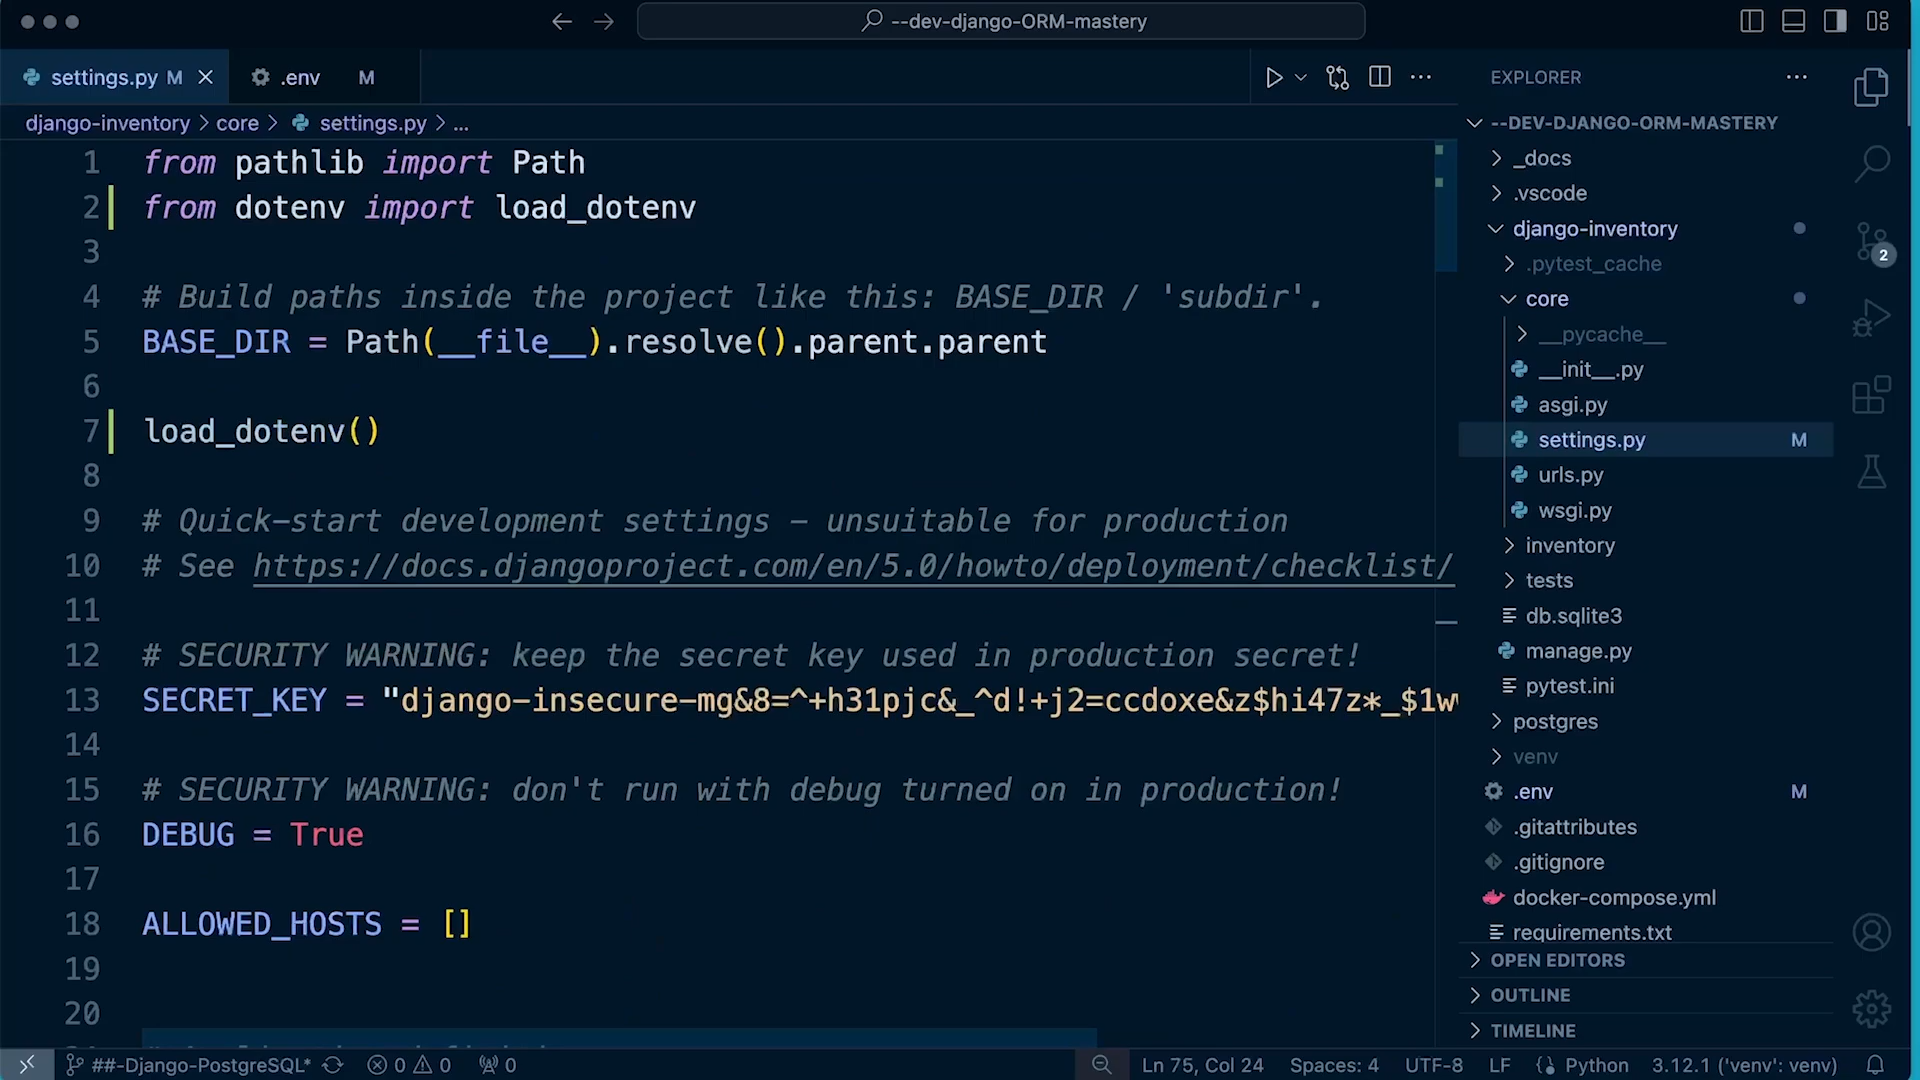 --dev-django-ORM-mastery
settings.py M
.env M
django-inventory > core > settings.py > ...
1 from pathlib import Path
2 from dotenv import load_dotenv
3
4 # Build paths inside the project like this: BASE_DIR / 'subdir'.
5 BASE_DIR = Path(__file__).resolve().parent.parent
6
7 load_dotenv()
8
9 # Quick-start development settings - unsuitable for production
10 # See https://docs.djangoproject.com/en/5.0/howto/deployment/checklist/
11
12 # SECURITY WARNING: keep the secret key used in production secret!
13 SECRET_KEY = "django-insecure-mg&8=^+h31pjc&_^d!+j2=ccdoxe&z$hi47z*_$1w
14
15 # SECURITY WARNING: don't run with debug turned on in production!
16 DEBUG = True
17
18 ALLOWED_HOSTS = []
19
20
EXPLORER
--DEV-DJANGO-ORM-MASTERY
_docs
.vscode
django-inventory
.pytest_cache
core
__pycache__
__init__.py
asgi.py
settings.py M
urls.py
wsgi.py
inventory
tests
db.sqlite3
manage.py
pytest.ini
postgres
venv
.env M
.gitattributes
.gitignore
docker-compose.yml
requirements.txt
OPEN EDITORS
OUTLINE
TIMELINE
2
##-Django-PostgreSQL* 0 0 0
Ln 75, Col 24 Spaces: 4 UTF-8 LF Python 3.12.1 ('venv': venv)